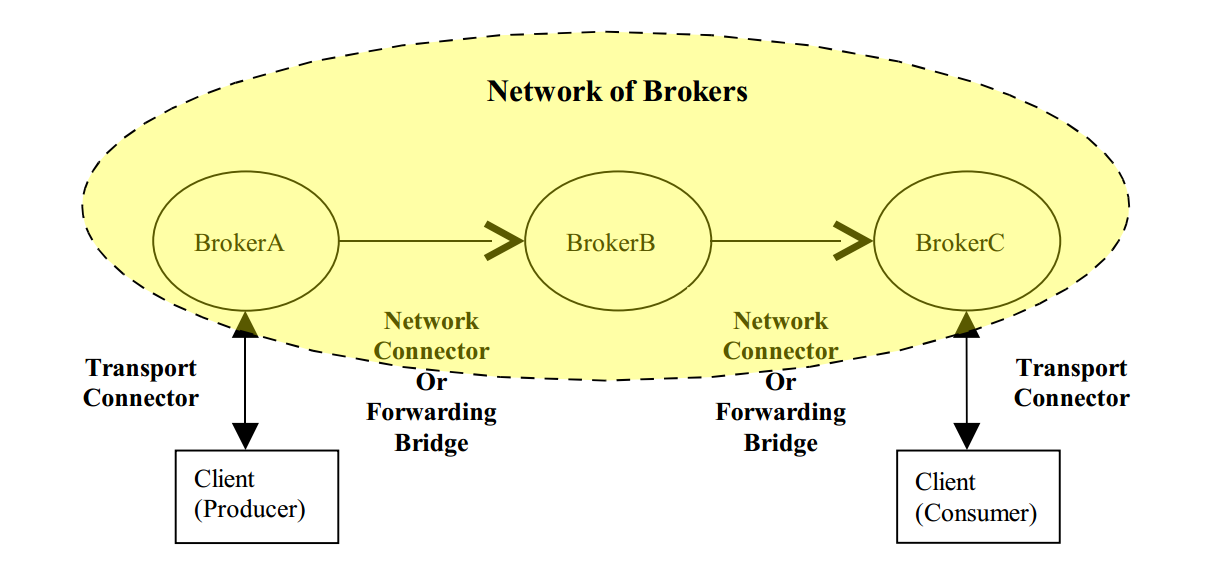 Network of Brokers
BrokerA
BrokerB
BrokerC
Network
Connector
Or
Forwarding
Bridge
Network
Connector
Or
Forwarding
Bridge
Transport
Connector
Transport
Connector
Client
(Producer)
Client
(Consumer)